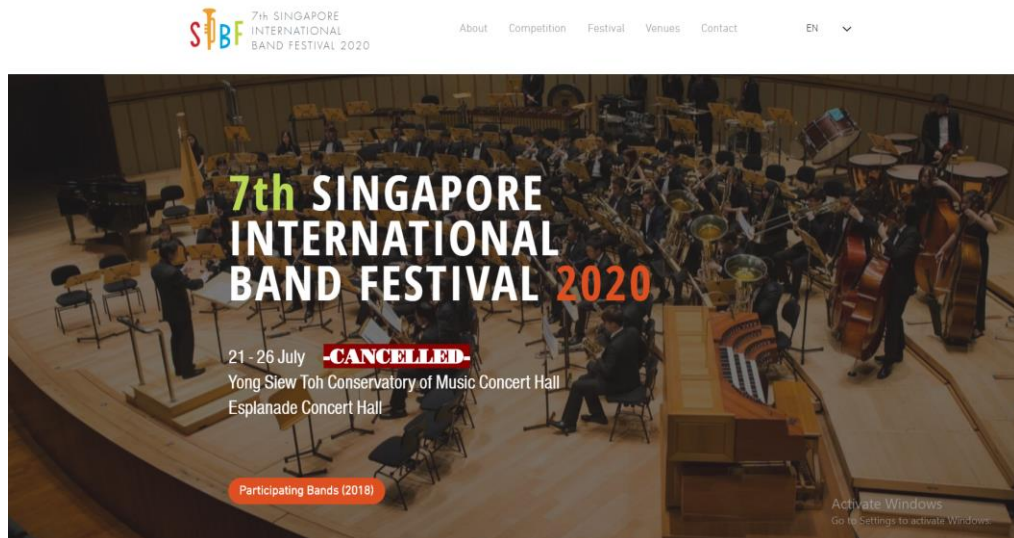 SIBF
7th SINGAPORE
INTERNATIONAL
BAND FESTIVAL 2020
About Competition Festival Venues Contact EN
7th SINGAPORE
INTERNATIONAL
BAND FESTIVAL 2020
21 - 26 July -CANCELLED-
Yong Siew Toh Conservatory of Music Concert Hall
Esplanade Concert Hall
Participating Bands (2018)
Activate Windows
Go to Settings to activate Windows.